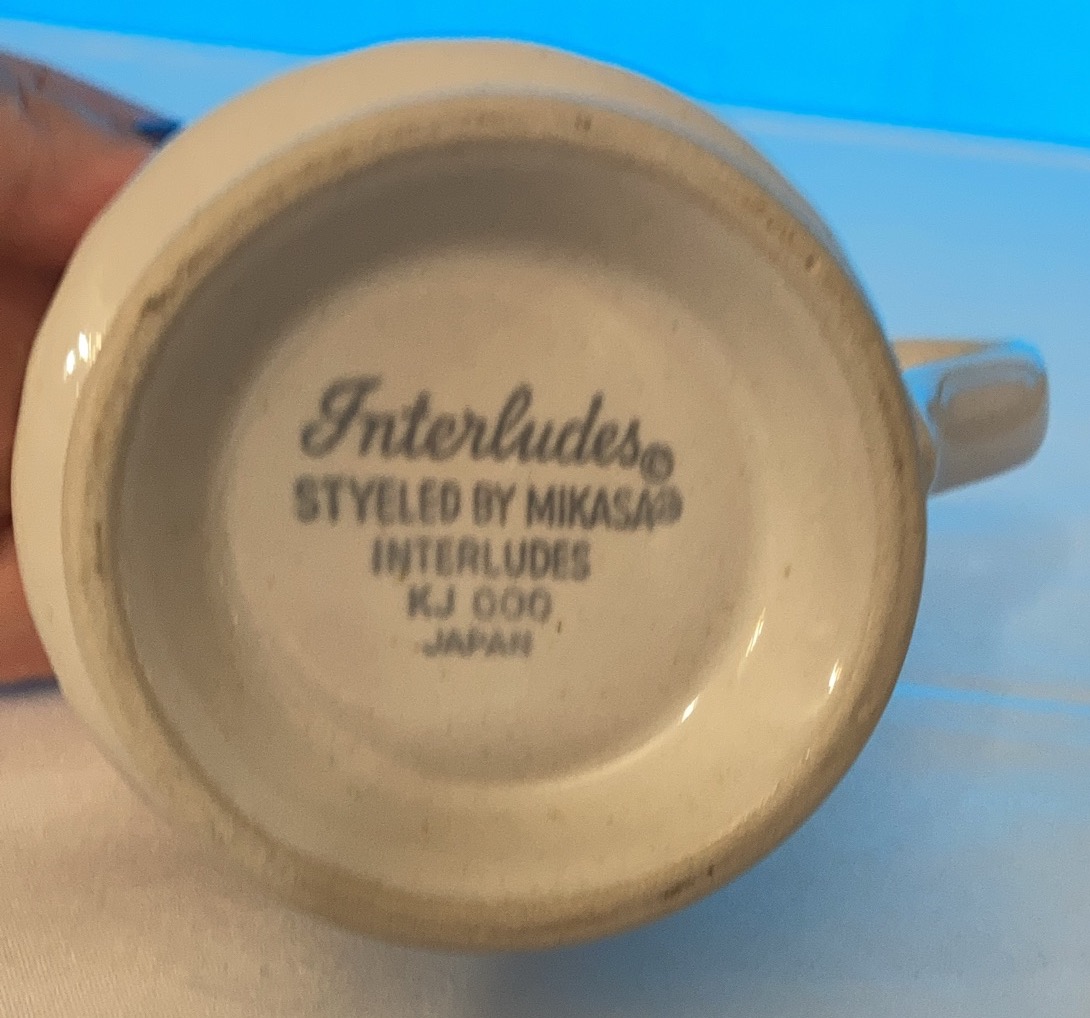 Interludes©
STYELED BY MIKASA®
INTERLUDES
KJ 000
JAPAN